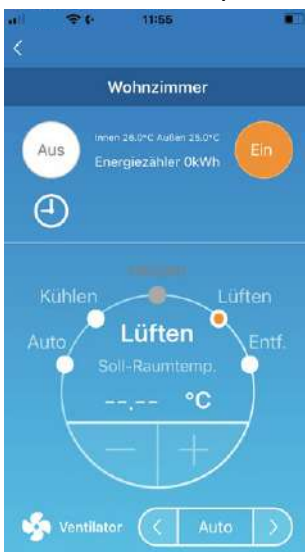 11:55
Wohnzimmer
Aus
Innen 26.0°C Außen 25.0°C
Energiezähler 0kWh
Ein
Kühlen
Lüften
Auto
Lüften
Entf.
Soll-Raumtemp.
--.-- °C
Ventilator
Auto